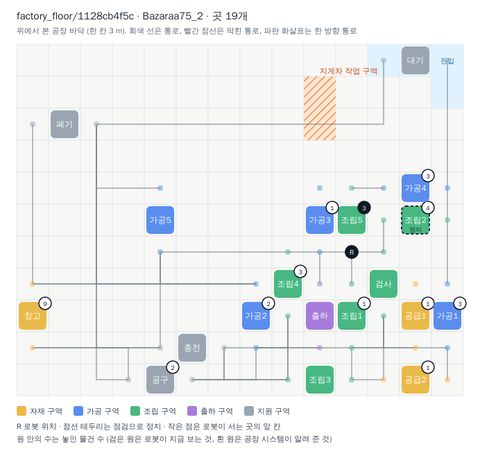 factory_floor/1128cb4f5c · Bazaraa75_2 · 곳 19개
위에서 본 공장 바닥 (한 칸 3 m). 회색 선은 통로, 빨간 점선은 막힌 통로, 파란 화살표는 한 방향 통로
대기
진입
지게차 작업 구역
폐기
가공4
3
가공5
가공3
1
조립5
3
조립2
4
정지
R
조립4
3
검사
창고
9
가공2
2
출하
조립1
1
공급1
1
가공1
3
충전
공구
2
조립3
공급2
1
자재 구역
가공 구역
조립 구역
출하 구역
지원 구역
R 로봇 위치 · 점선 테두리는 점검으로 정지 · 작은 점은 로봇이 서는 곳의 앞 칸
원 안의 수는 놓인 물건 수 (검은 원은 로봇이 지금 보는 것, 흰 원은 공장 시스템이 알려 준 것)